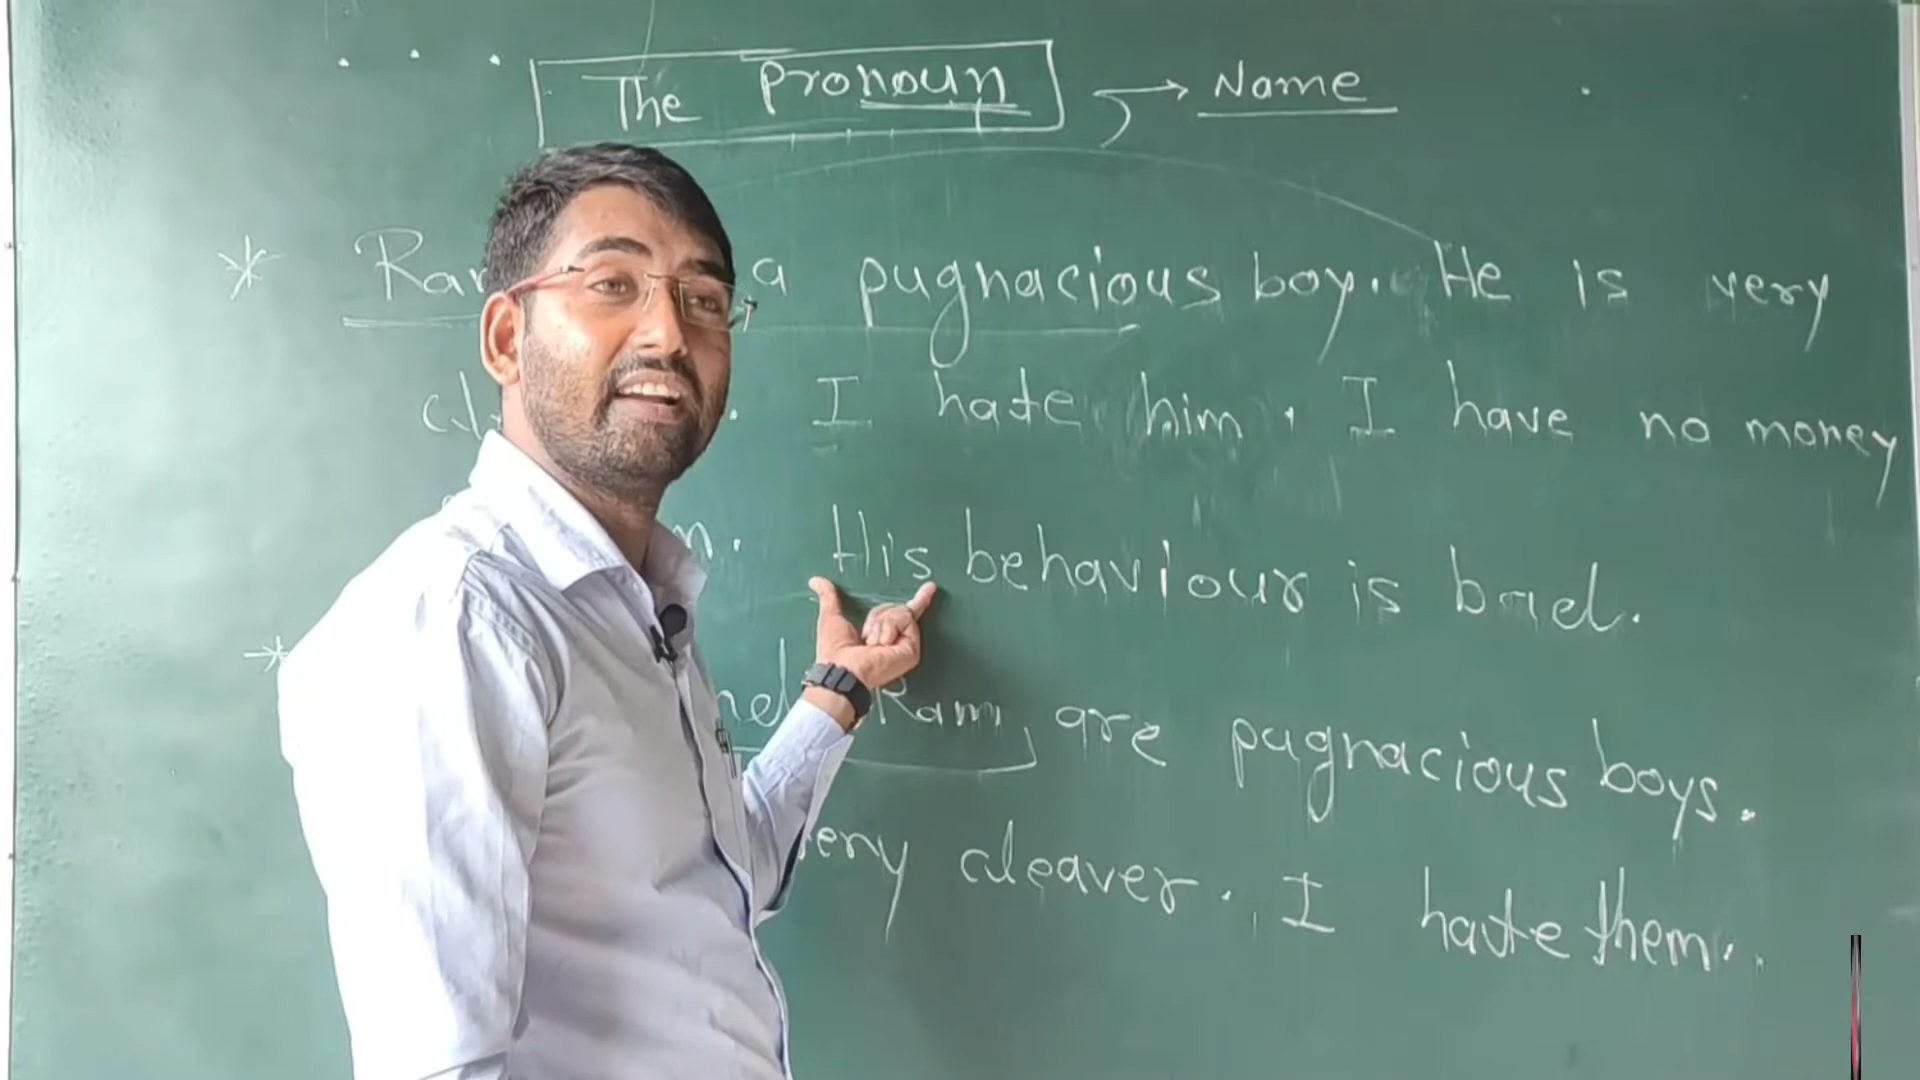 The Pronoun → Name
* a pugnacious boy. He is very
. I hate him. I have no money
. His behaviour is bad.
* Ram, are pugnacious boys.
very cleaver. I hate them.